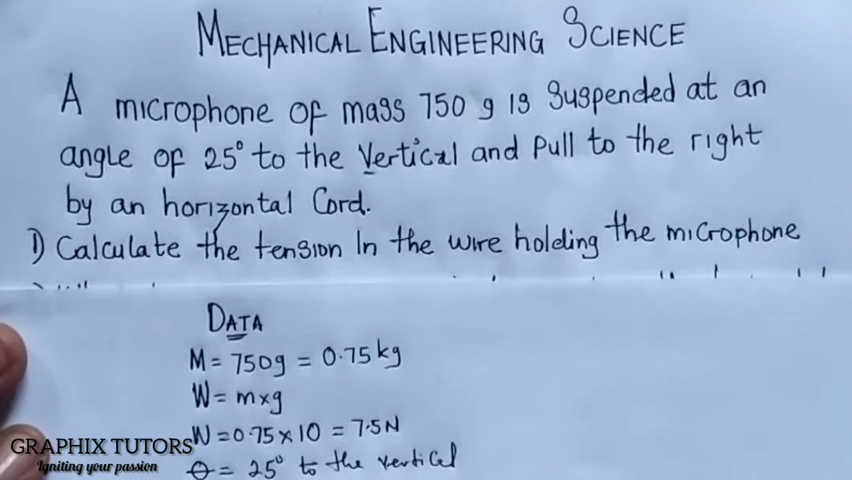 MECHANICAL ENGINEERING SCIENCE
A microphone of mass 750 g is Suspended at an
angle of 25° to the Vertical and Pull to the right
by an horizontal Cord.
1) Calculate the tension In the wire holding the microphone
DATA
M = 750g = 0.75kg
W = m×g
W = 0.75×10 = 7.5N
θ = 25° to the vertical
GRAPHIX TUTORS
Igniting your passion